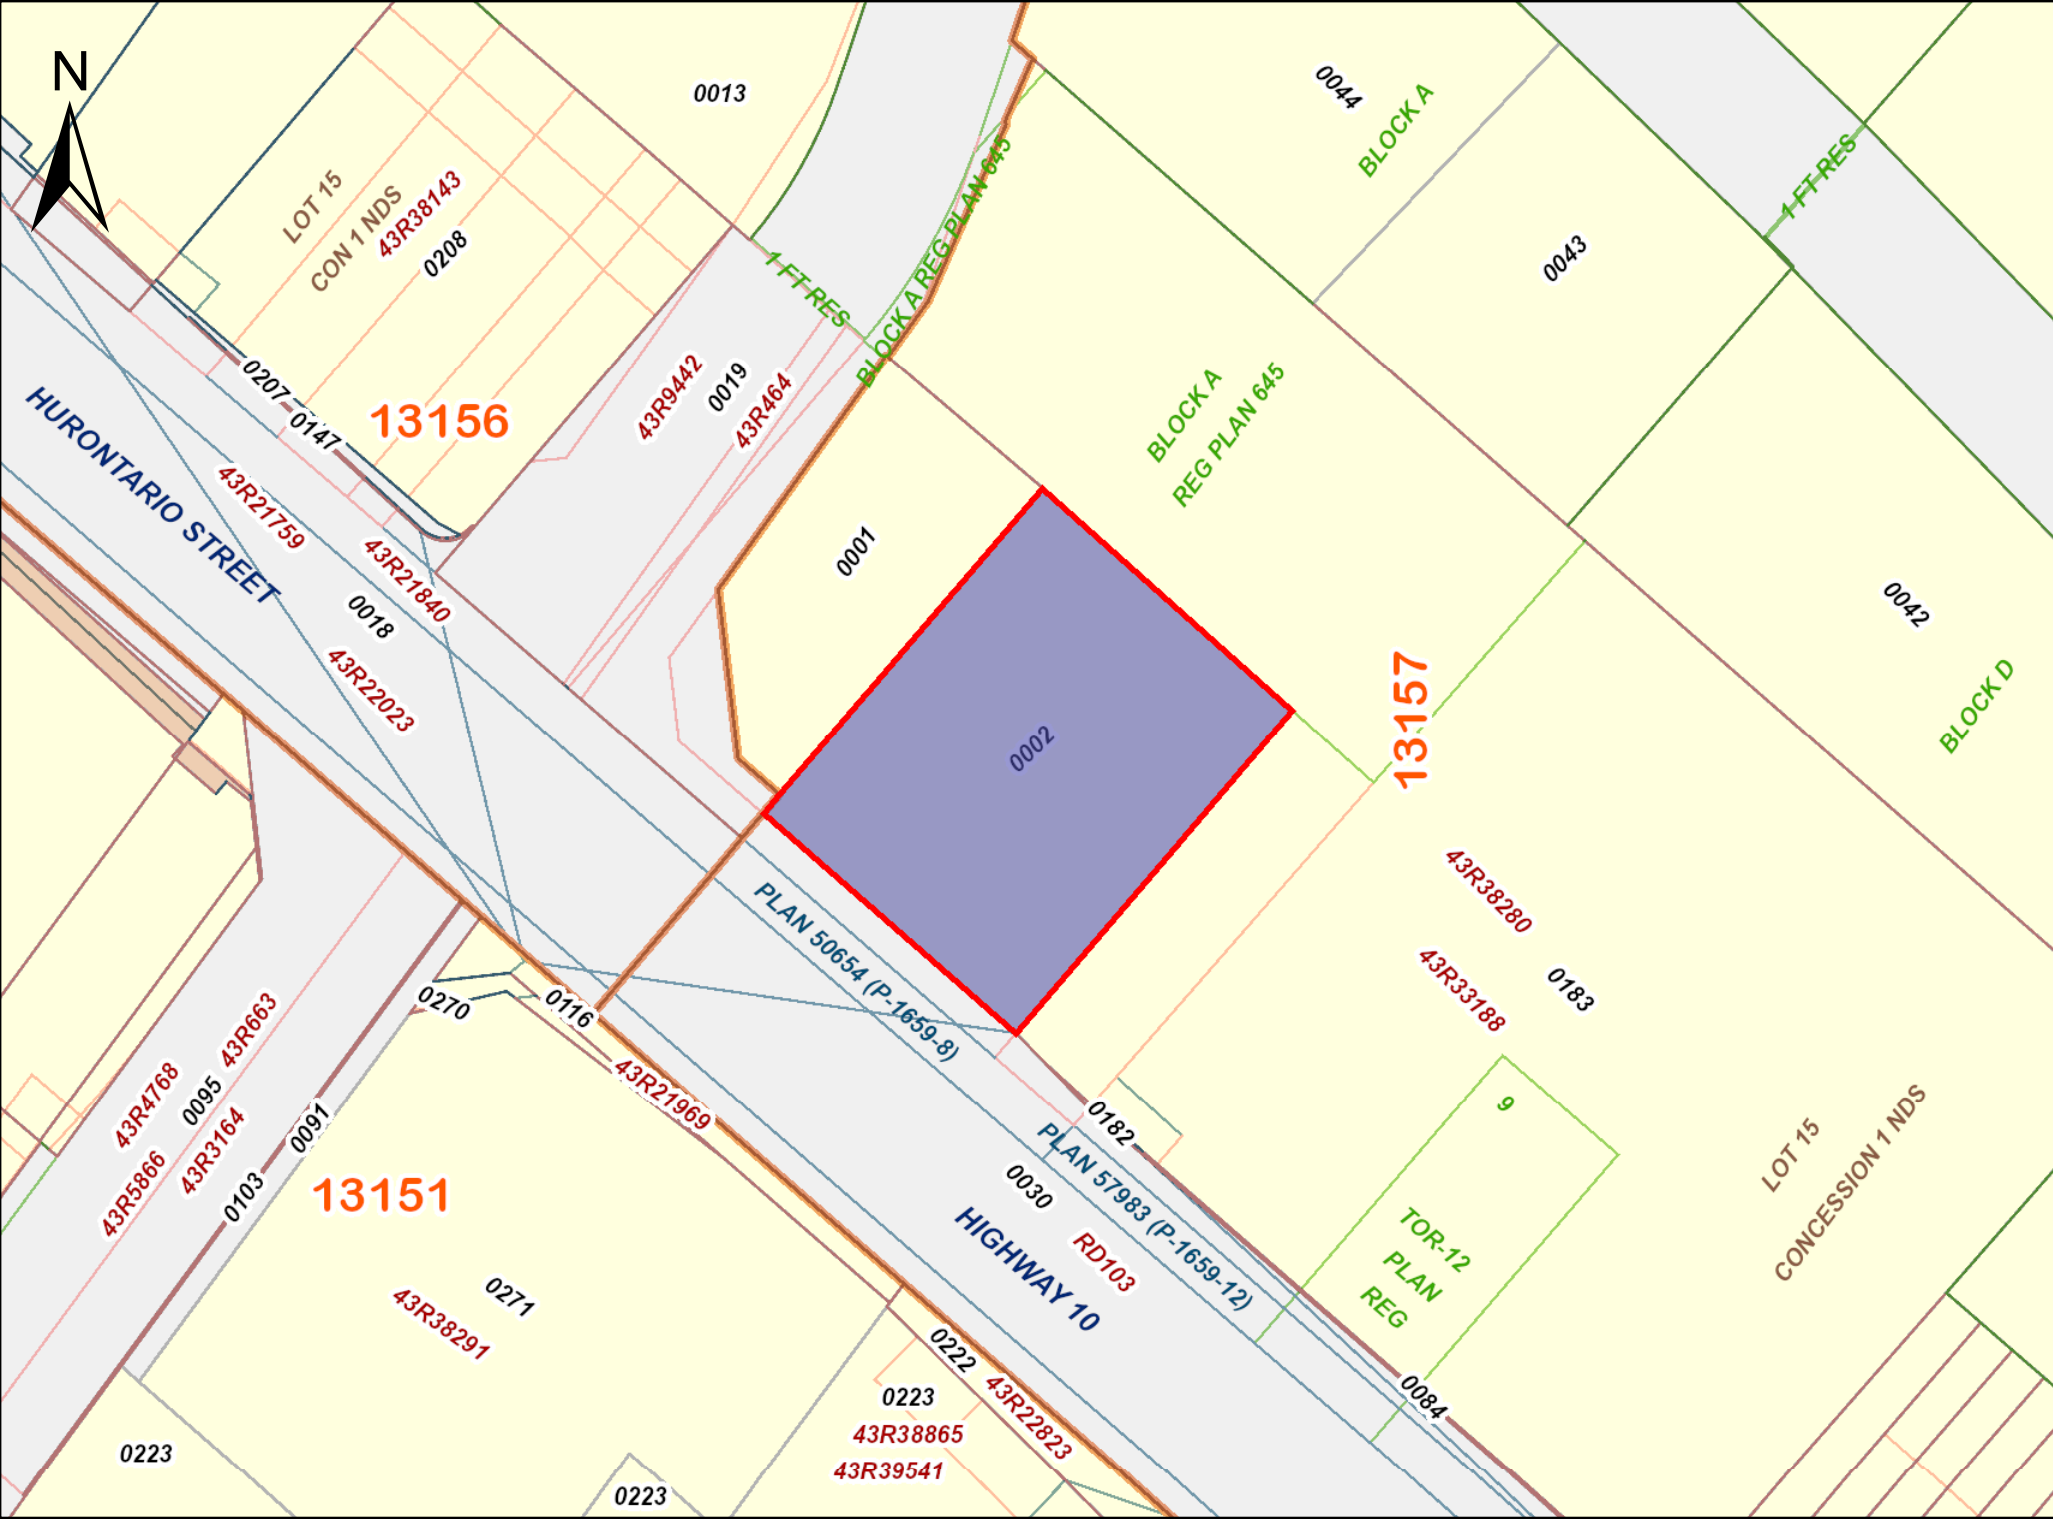 N
0013
0044
BLOCK A
1 FT RES
LOT 15
CON 1 NDS
43R38143
0208
BLOCK A REG PLAN 645
1 FT RES
0043
0207
0147
13156
43R9442
0019
43R464
BLOCK A
REG PLAN 645
HURONTARIO STREET
43R21759
43R21840
0018
43R22023
0001
0042
BLOCK D
0002
13157
PLAN 50654 (P-1659-8)
43R38280
43R33188
0183
0270
0116
43R21969
43R663
43R4768
0095
43R3164
43R5866
0091
0103
13151
0182
PLAN 57983 (P-1659-12)
0030
RD103
HIGHWAY 10
9
TOR-12
PLAN
REG
LOT 15
CONCESSION 1 NDS
0271
43R38291
0222
43R22823
0084
0223
43R38865
43R39541
0223
0223